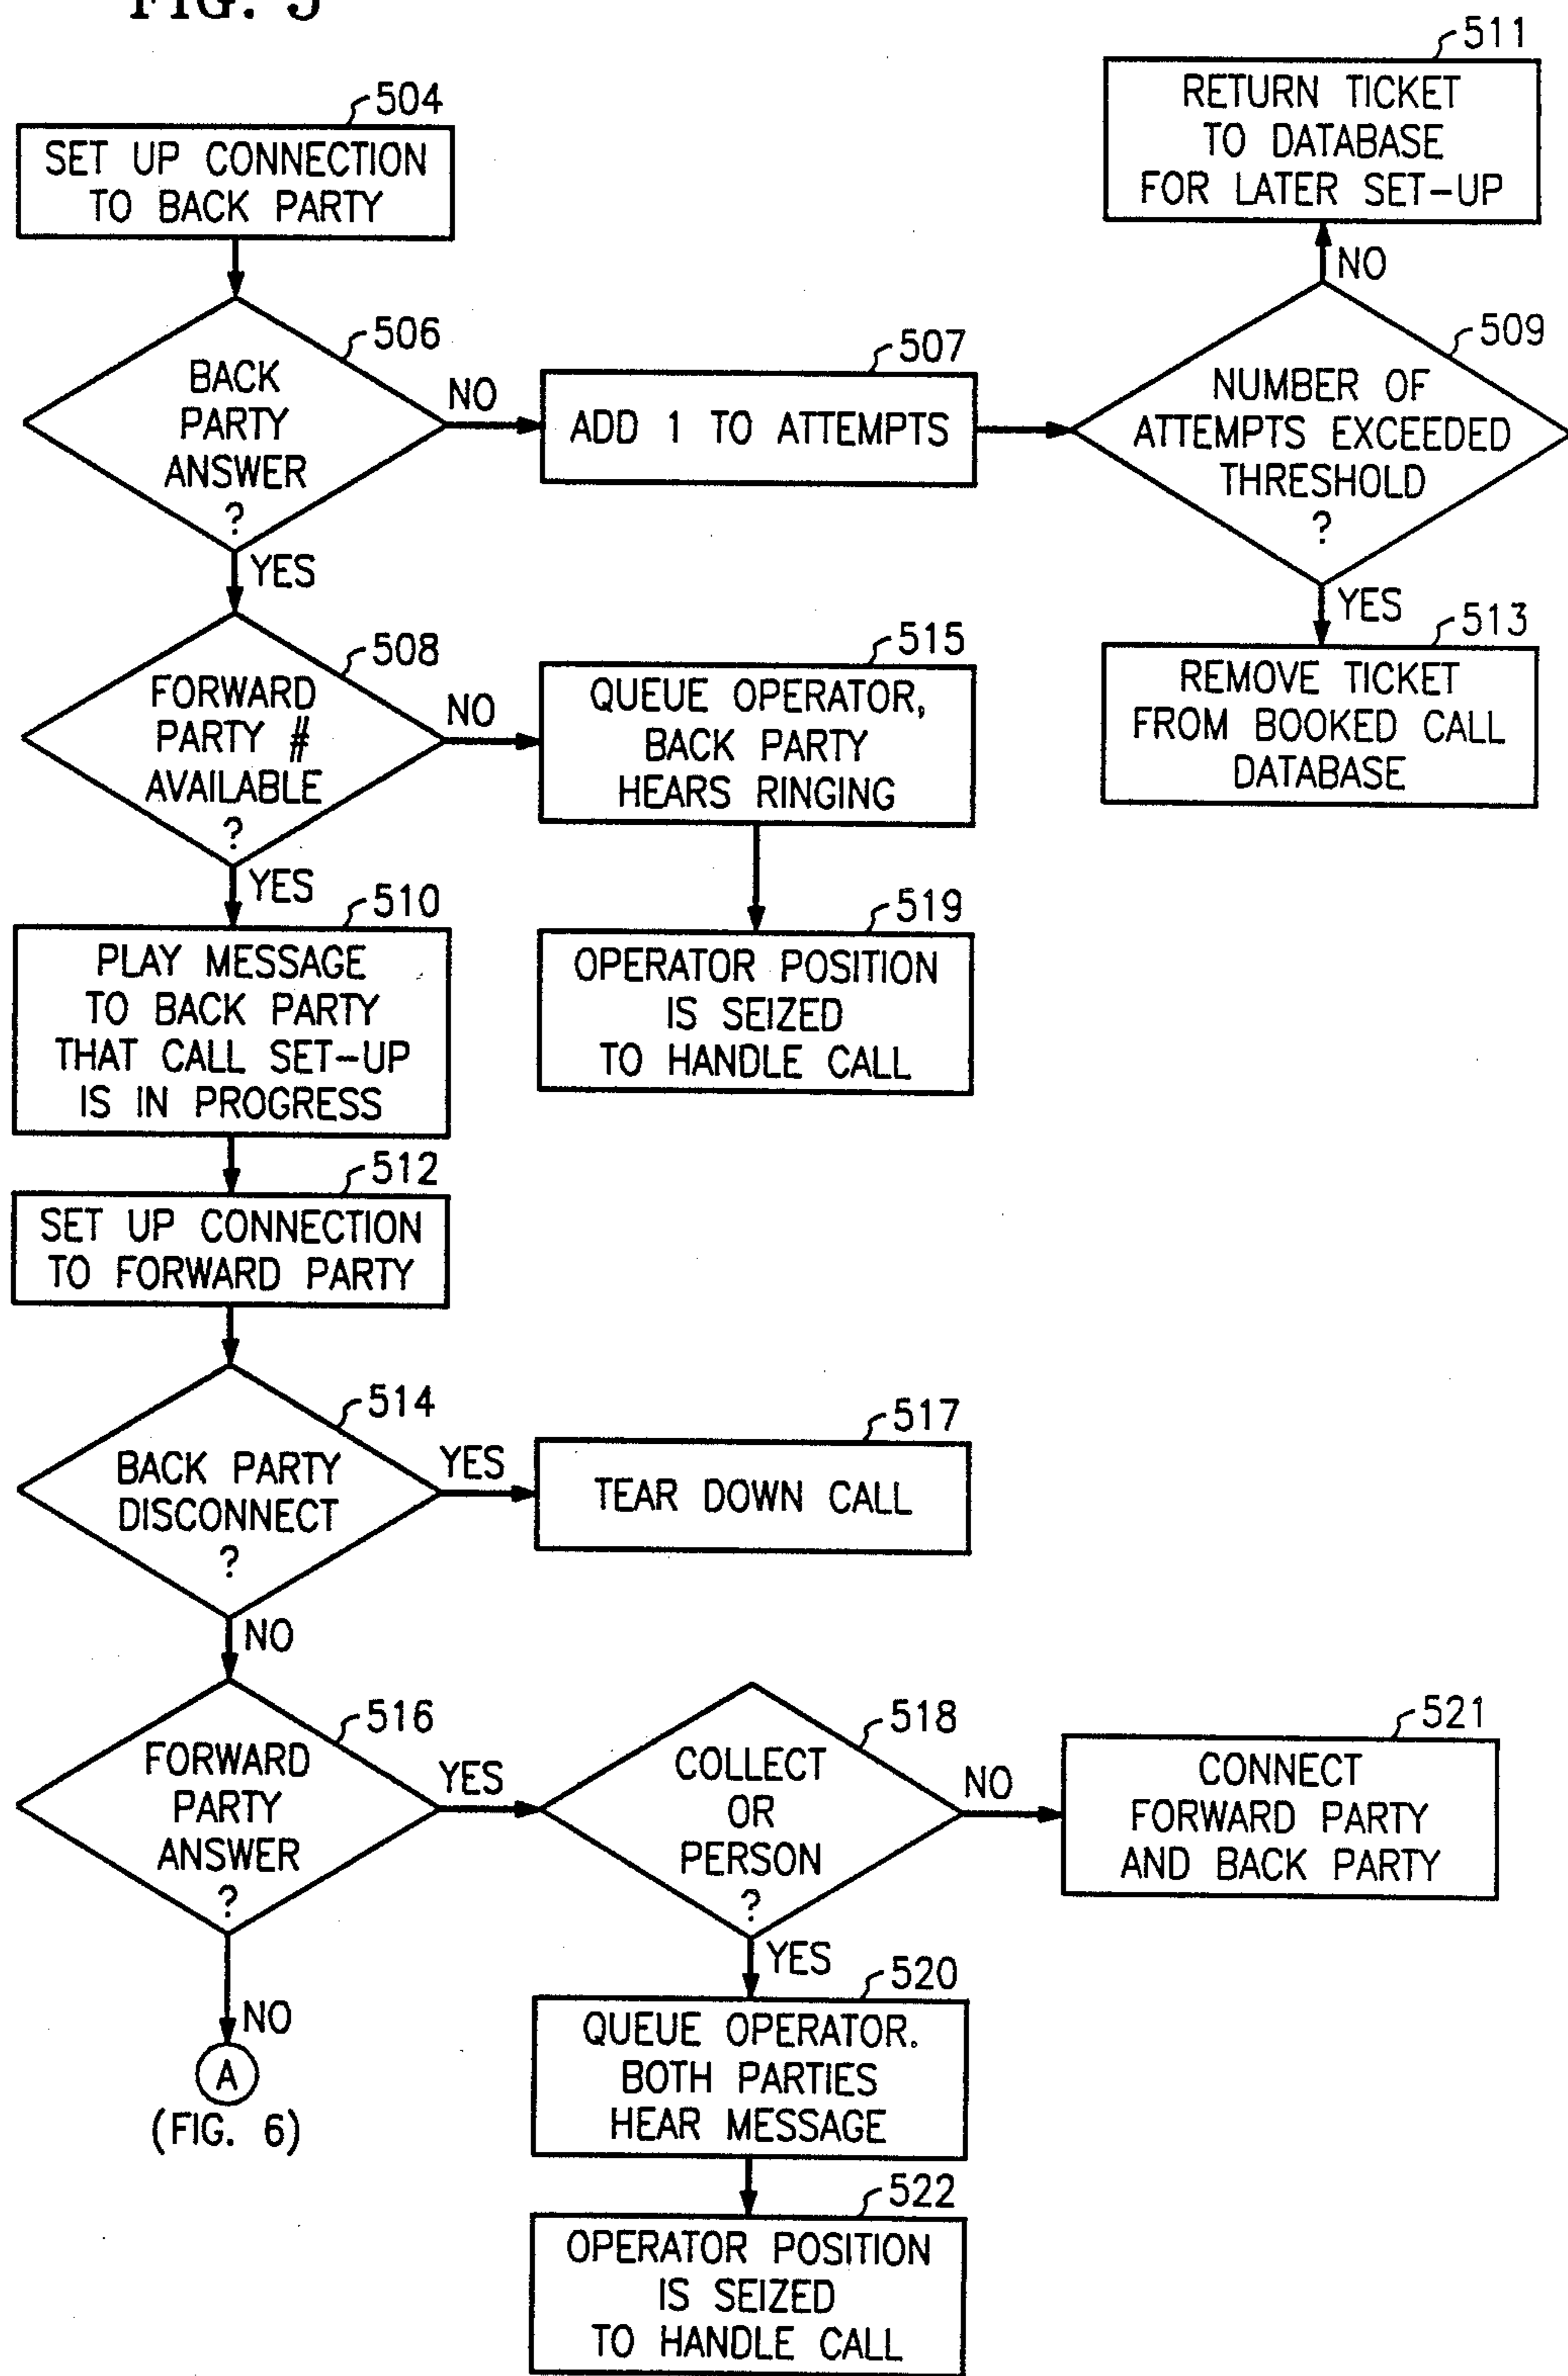 FIG. 5
504
SET UP CONNECTION
TO BACK PARTY
506
BACK
PARTY
ANSWER
?
NO
YES
507
ADD 1 TO ATTEMPTS
509
NUMBER OF
ATTEMPTS EXCEEDED
THRESHOLD
?
NO
YES
511
RETURN TICKET
TO DATABASE
FOR LATER SET-UP
513
REMOVE TICKET
FROM BOOKED CALL
DATABASE
508
FORWARD
PARTY #
AVAILABLE
?
NO
YES
515
QUEUE OPERATOR,
BACK PARTY
HEARS RINGING
519
OPERATOR POSITION
IS SEIZED
TO HANDLE CALL
510
PLAY MESSAGE
TO BACK PARTY
THAT CALL SET-UP
IS IN PROGRESS
512
SET UP CONNECTION
TO FORWARD PARTY
514
BACK PARTY
DISCONNECT
?
YES
NO
517
TEAR DOWN CALL
516
FORWARD
PARTY
ANSWER
?
YES
NO
A
(FIG. 6)
518
COLLECT
OR
PERSON
?
NO
YES
521
CONNECT
FORWARD PARTY
AND BACK PARTY
520
QUEUE OPERATOR.
BOTH PARTIES
HEAR MESSAGE
522
OPERATOR POSITION
IS SEIZED
TO HANDLE CALL